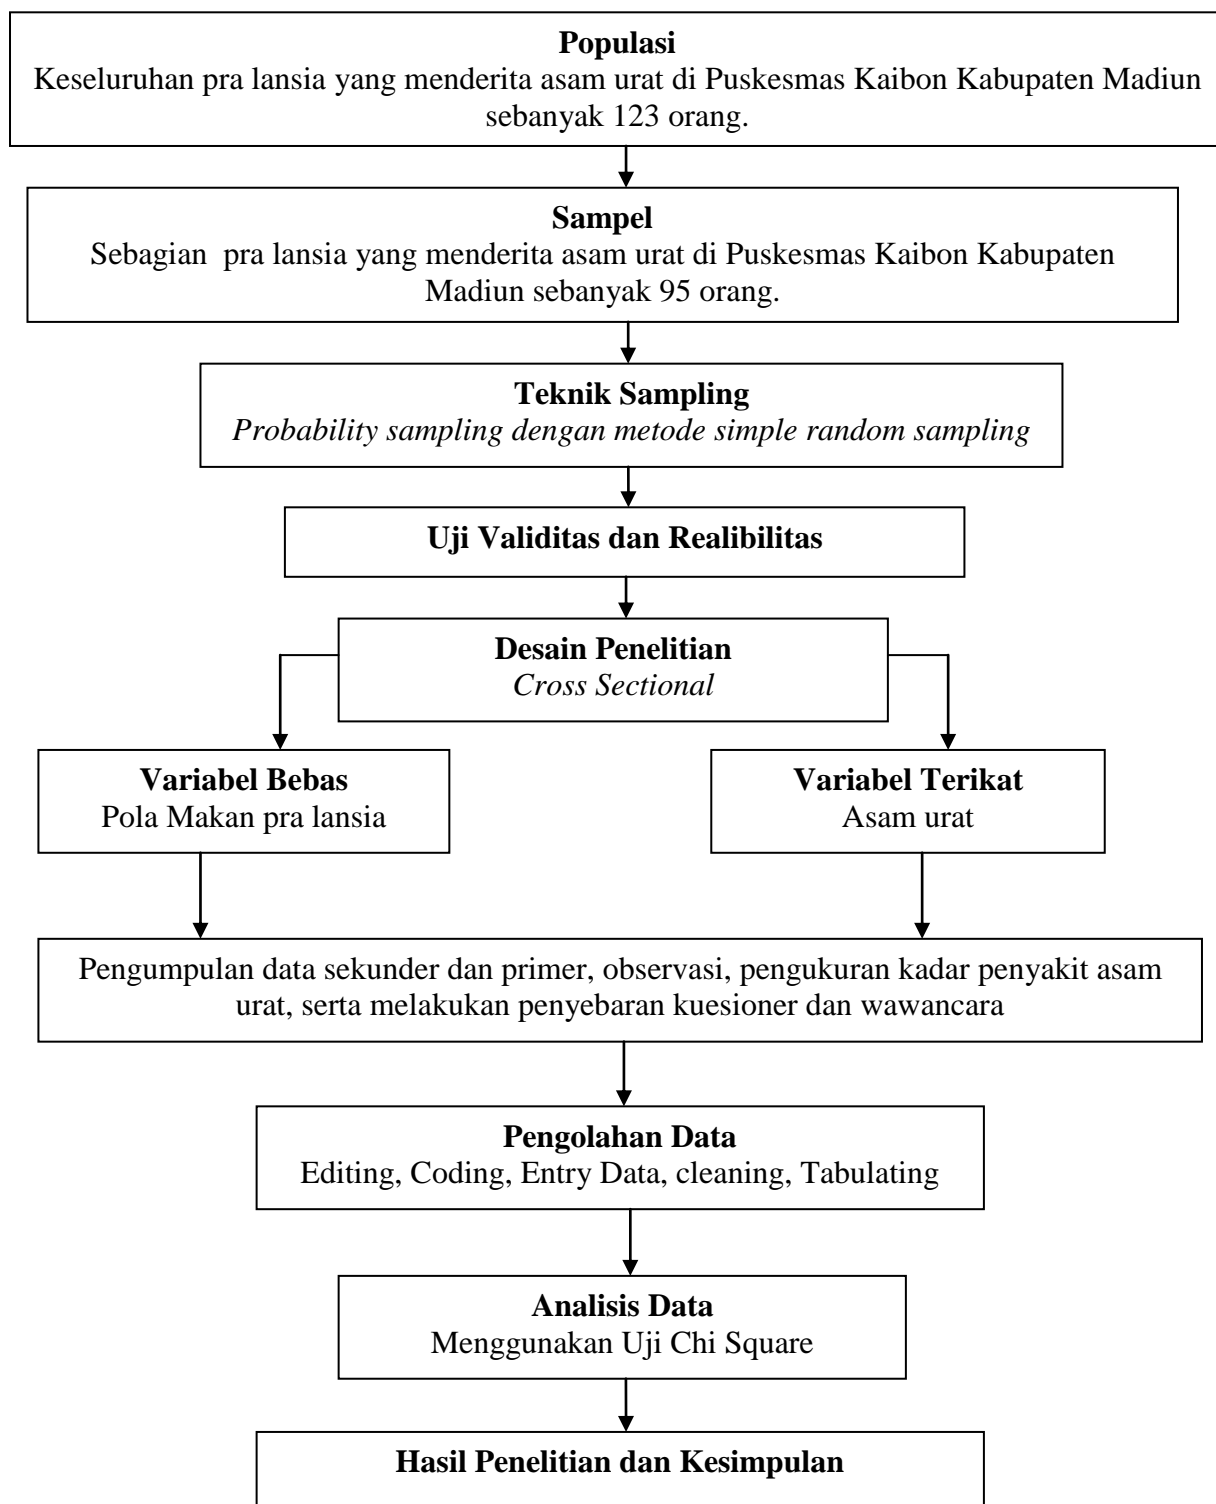 Populasi
Keseluruhan pra lansia yang menderita asam urat di Puskesmas Kaibon Kabupaten Madiun
sebanyak 123 orang.
Sampel
Sebagian  pra lansia yang menderita asam urat di Puskesmas Kaibon Kabupaten
Madiun sebanyak 95 orang.
Teknik Sampling
Probability sampling dengan metode simple random sampling
Uji Validitas dan Realibilitas
Desain Penelitian
Cross Sectional
Variabel Bebas
Pola Makan pra lansia
Variabel Terikat
Asam urat
Pengumpulan data sekunder dan primer, observasi, pengukuran kadar penyakit asam
urat, serta melakukan penyebaran kuesioner dan wawancara
Pengolahan Data
Editing, Coding, Entry Data, cleaning, Tabulating
Analisis Data
Menggunakan Uji Chi Square
Hasil Penelitian dan Kesimpulan